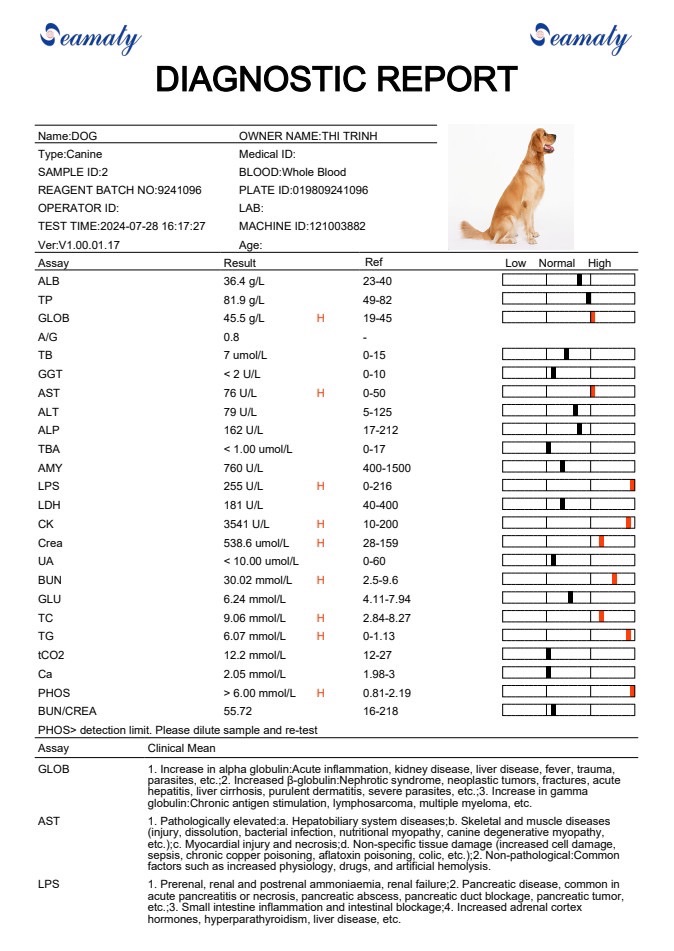 Seamaty Seamaty
DIAGNOSTIC REPORT
Name:DOG OWNER NAME:THI TRINH
Type:Canine Medical ID:
SAMPLE ID:2 BLOOD:Whole Blood
REAGENT BATCH NO:9241096 PLATE ID:019809241096
OPERATOR ID: LAB:
TEST TIME:2024-07-28 16:17:27 MACHINE ID:121003882
Ver:V1.00.01.17 Age:
Assay Result Ref Low Normal High
ALB 36.4 g/L 23-40
TP 81.9 g/L 49-82
GLOB 45.5 g/L H 19-45
A/G 0.8 -
TB 7 umol/L 0-15
GGT < 2 U/L 0-10
AST 76 U/L H 0-50
ALT 79 U/L 5-125
ALP 162 U/L 17-212
TBA < 1.00 umol/L 0-17
AMY 760 U/L 400-1500
LPS 255 U/L H 0-216
LDH 181 U/L 40-400
CK 3541 U/L H 10-200
Crea 538.6 umol/L H 28-159
UA < 10.00 umol/L 0-60
BUN 30.02 mmol/L H 2.5-9.6
GLU 6.24 mmol/L 4.11-7.94
TC 9.06 mmol/L H 2.84-8.27
TG 6.07 mmol/L H 0-1.13
tCO2 12.2 mmol/L 12-27
Ca 2.05 mmol/L 1.98-3
PHOS > 6.00 mmol/L H 0.81-2.19
BUN/CREA 55.72 16-218
PHOS> detection limit. Please dilute sample and re-test
Assay Clinical Mean
GLOB 1. Increase in alpha globulin:Acute inflammation, kidney disease, liver disease, fever, trauma,
parasites, etc.;2. Increased β-globulin:Nephrotic syndrome, neoplastic tumors, fractures, acute
hepatitis, liver cirrhosis, purulent dermatitis, severe parasites, etc.;3. Increase in gamma
globulin:Chronic antigen stimulation, lymphosarcoma, multiple myeloma, etc.
AST 1. Pathologically elevated:a. Hepatobiliary system diseases;b. Skeletal and muscle diseases
(injury, dissolution, bacterial infection, nutritional myopathy, canine degenerative myopathy,
etc.);c. Myocardial injury and necrosis;d. Non-specific tissue damage (increased cell damage,
sepsis, chronic copper poisoning, aflatoxin poisoning, colic, etc.);2. Non-pathological:Common
factors such as increased physiology, drugs, and artificial hemolysis.
LPS 1. Prerenal, renal and postrenal ammoniaemia, renal failure;2. Pancreatic disease, common in
acute pancreatitis or necrosis, pancreatic abscess, pancreatic duct blockage, pancreatic tumor,
etc.;3. Small intestine inflammation and intestinal blockage;4. Increased adrenal cortex
hormones, hyperparathyroidism, liver disease, etc.